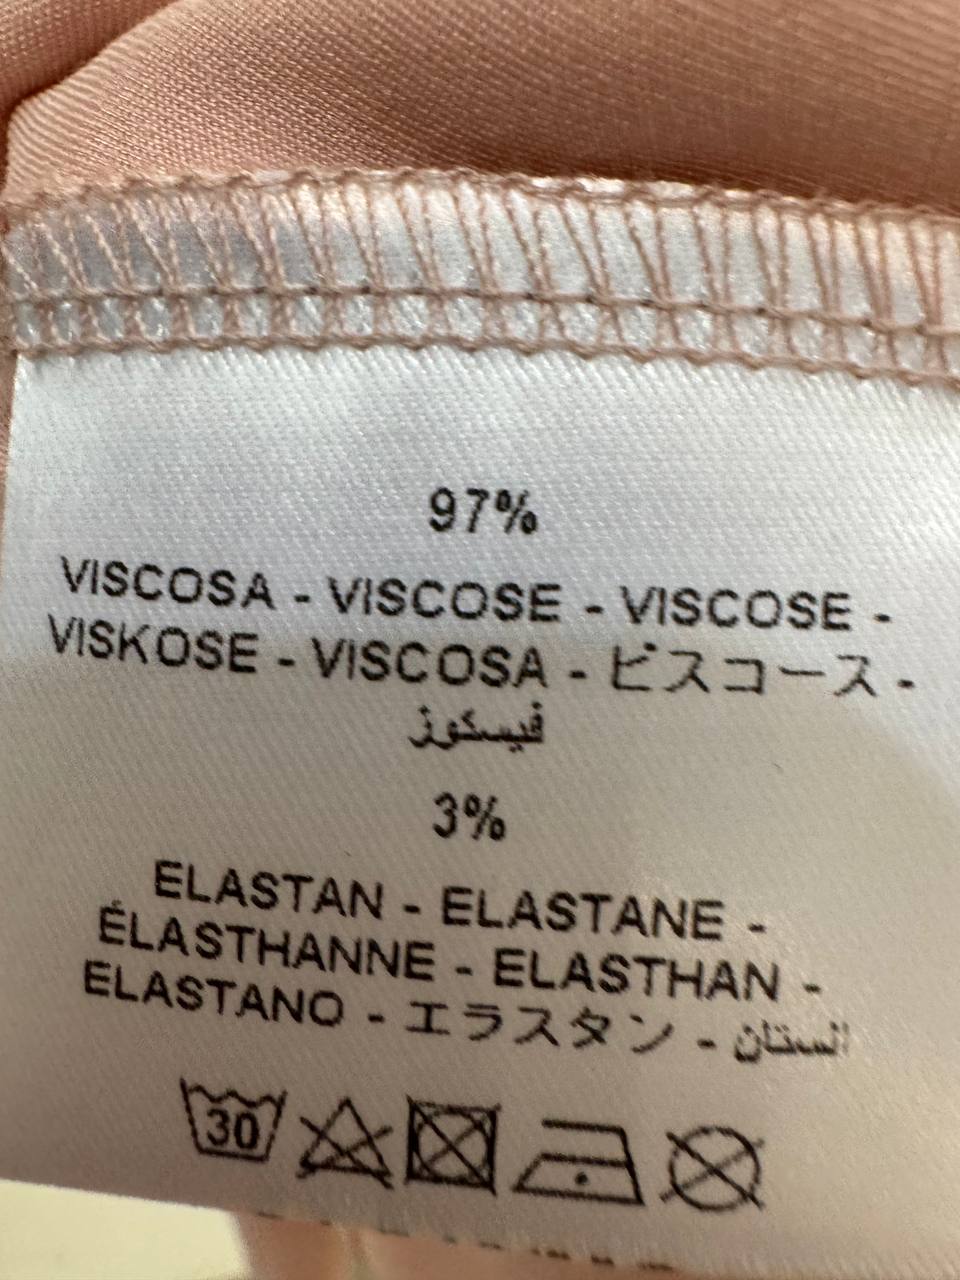 97%
VISCOSA - VISCOSE - VISCOSE -
VISKOSE - VISCOSA - ビスコース -
فيسكوز
3%
ELASTAN - ELASTANE -
ÉLASTHANNE - ELASTHAN -
ELASTANO - エラスタン - الستان
30